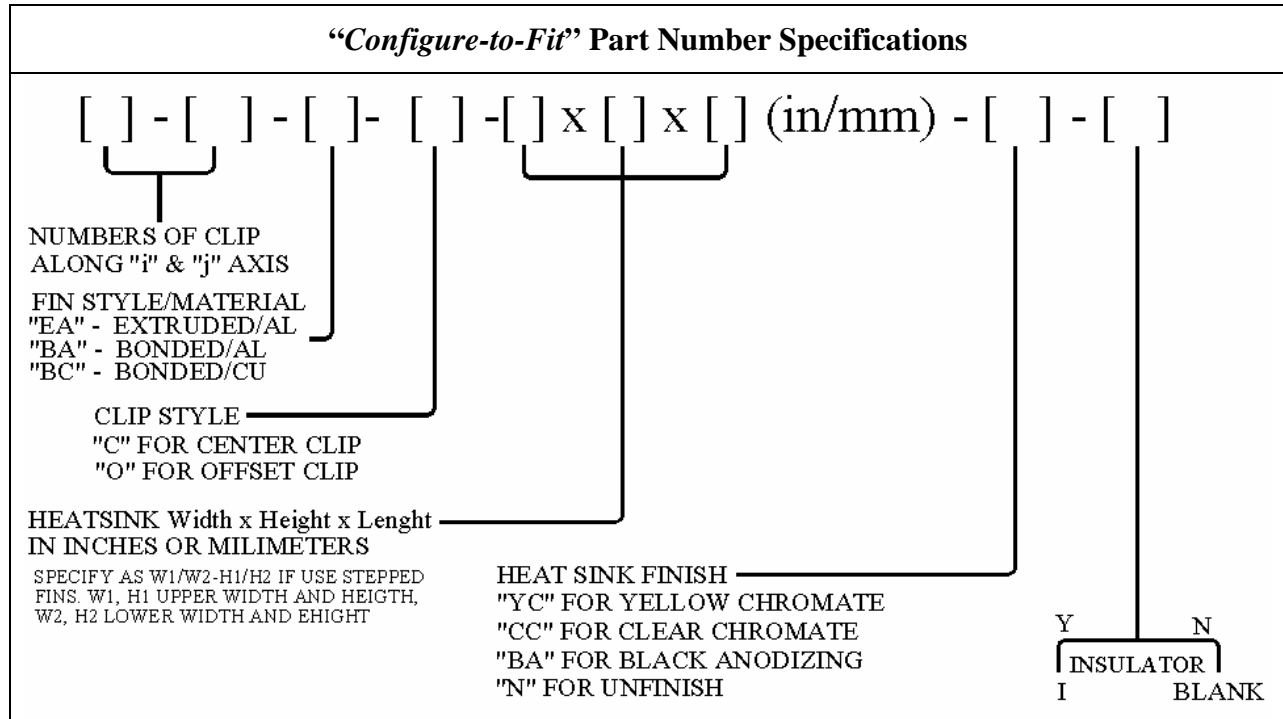 “Configure-to-Fit” Part Number Specifications
[ ] - [ ] - [ ]- [ ] -[ ] x [ ] x [ ] (in/mm) - [ ] - [ ]
NUMBERS OF CLIP
ALONG "i" & "j" AXIS
FIN STYLE/MATERIAL
"EA" - EXTRUDED/AL
"BA" - BONDED/AL
"BC" - BONDED/CU
CLIP STYLE
"C" FOR CENTER CLIP
"O" FOR OFFSET CLIP
HEATSINK Width x Height x Lenght
IN INCHES OR MILIMETERS
SPECIFY AS W1/W2-H1/H2 IF USE STEPPED
FINS. W1, H1 UPPER WIDTH AND HEIGTH,
W2, H2 LOWER WIDTH AND EHIGHT
HEAT SINK FINISH
"YC" FOR YELLOW CHROMATE
"CC" FOR CLEAR CHROMATE
"BA" FOR BLACK ANODIZING
"N" FOR UNFINISH
Y N
INSULATOR
I BLANK